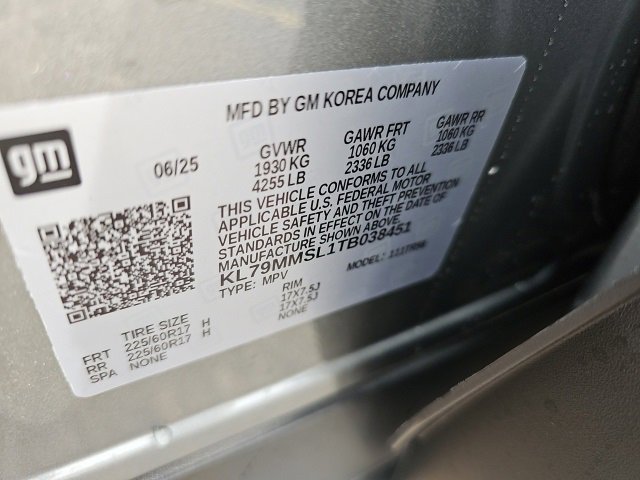 MFD BY GM KOREA COMPANY
gm
06/25
GVWR
1930 KG
4255 LB
GAWR FRT
1060 KG
2336 LB
GAWR RR
1060 KG
2336 LB
THIS VEHICLE CONFORMS TO ALL
APPLICABLE U.S. FEDERAL MOTOR
VEHICLE SAFETY AND THEFT PREVENTION
STANDARDS IN EFFECT ON THE DATE OF
MANUFACTURE SHOWN ABOVE.
KL79MMSL1TB038451
TYPE: MPV
MODEL:
TIRE SIZE
RIM
FRT 225/60R17 H 17X7.5J
RR 225/60R17 H 17X7.5J
SPA NONE NONE